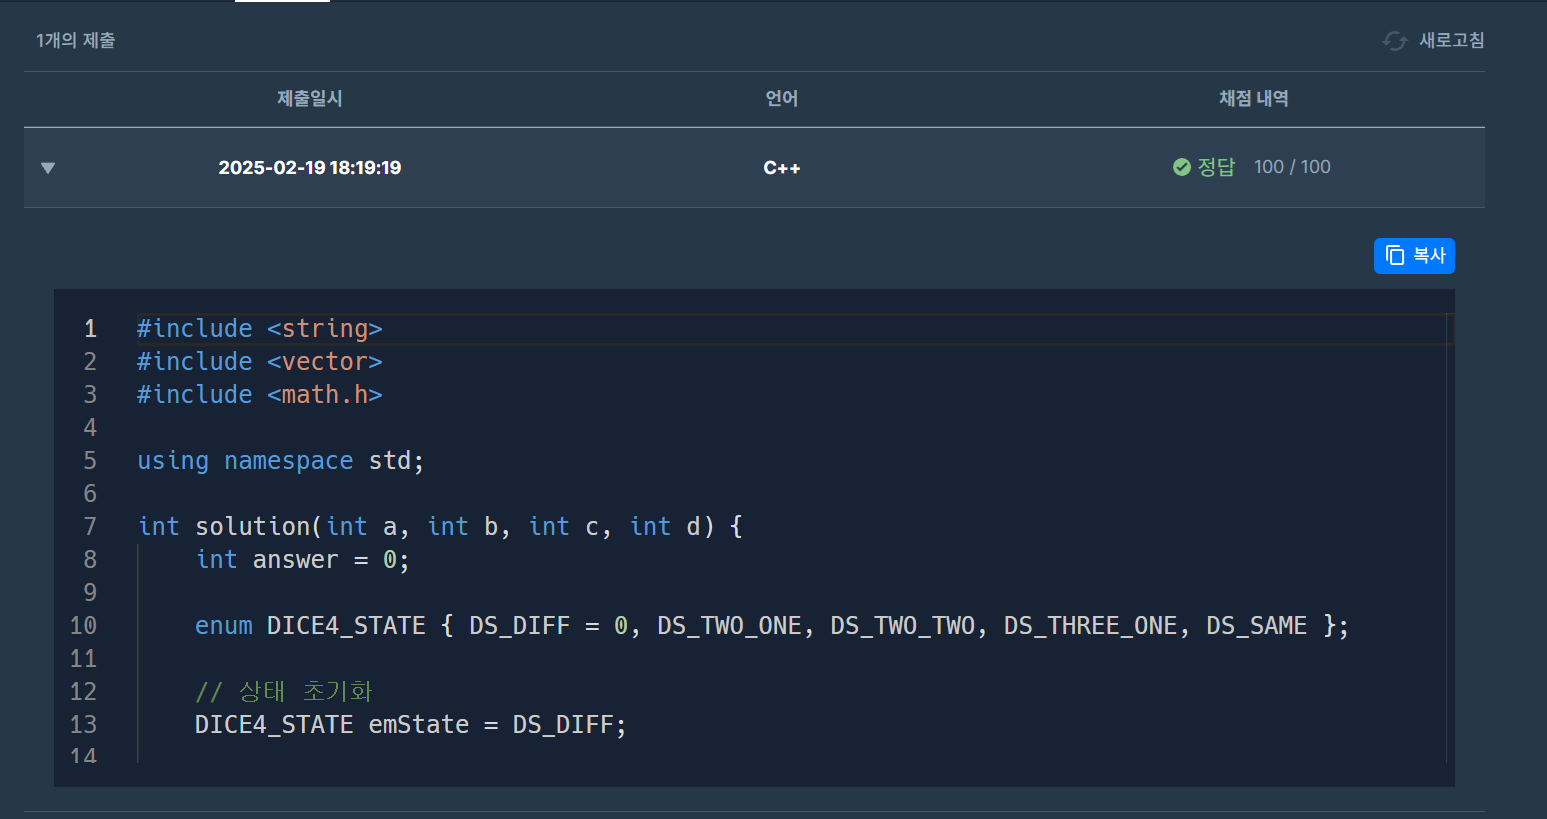 1개의 제출
새로고침
제출일시 언어 채점 내역
2025-02-19 18:19:19 C++ 정답 100 / 100
복사
1 #include <string>
2 #include <vector>
3 #include <math.h>
4
5 using namespace std;
6
7 int solution(int a, int b, int c, int d) {
8     int answer = 0;
9
10     enum DICE4_STATE { DS_DIFF = 0, DS_TWO_ONE, DS_TWO_TWO, DS_THREE_ONE, DS_SAME };
11
12     // 상태 초기화
13     DICE4_STATE emState = DS_DIFF;
14